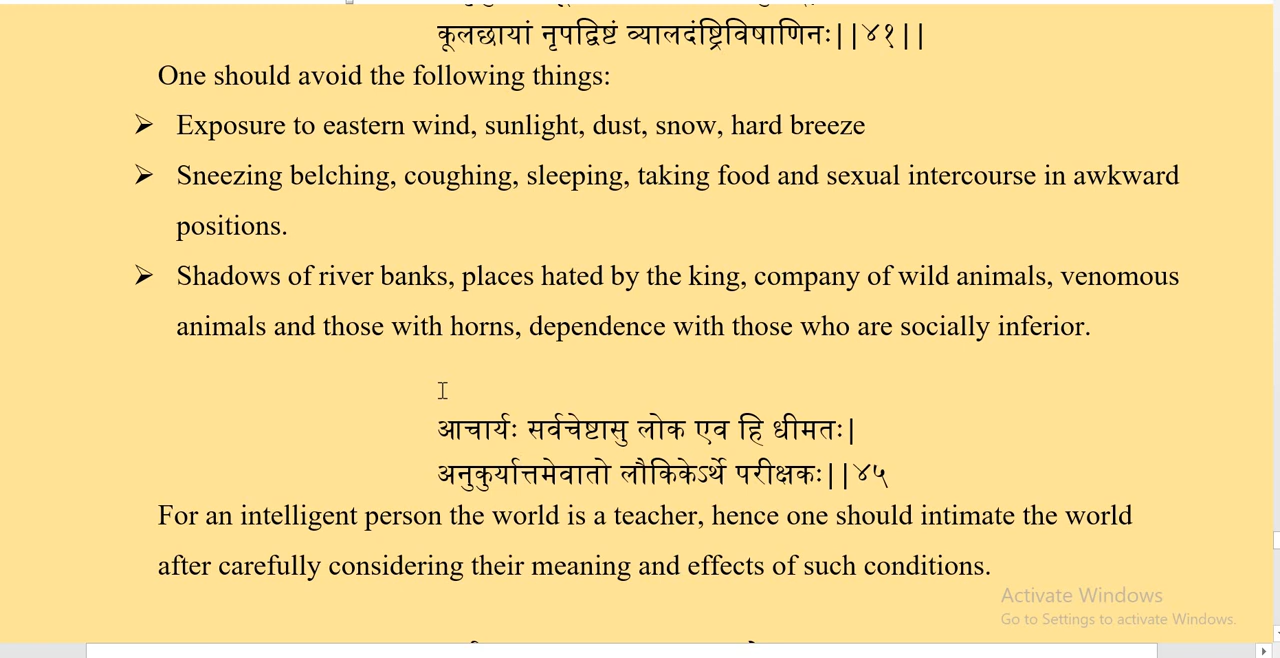 कूलछायां नृपद्विष्टं व्यालदंष्ट्रिविषाणिनः||४१||
One should avoid the following things:
➢ Exposure to eastern wind, sunlight, dust, snow, hard breeze
➢ Sneezing belching, coughing, sleeping, taking food and sexual intercourse in awkward
positions.
➢ Shadows of river banks, places hated by the king, company of wild animals, venomous
animals and those with horns, dependence with those who are socially inferior.
आचार्यः सर्वचेष्टासु लोक एव हि धीमतः|
अनुकुर्यात्तमेवातो लौकिकेऽर्थे परीक्षकः||४५
For an intelligent person the world is a teacher, hence one should intimate the world
after carefully considering their meaning and effects of such conditions.
Activate Windows
Go to Settings to activate Windows.